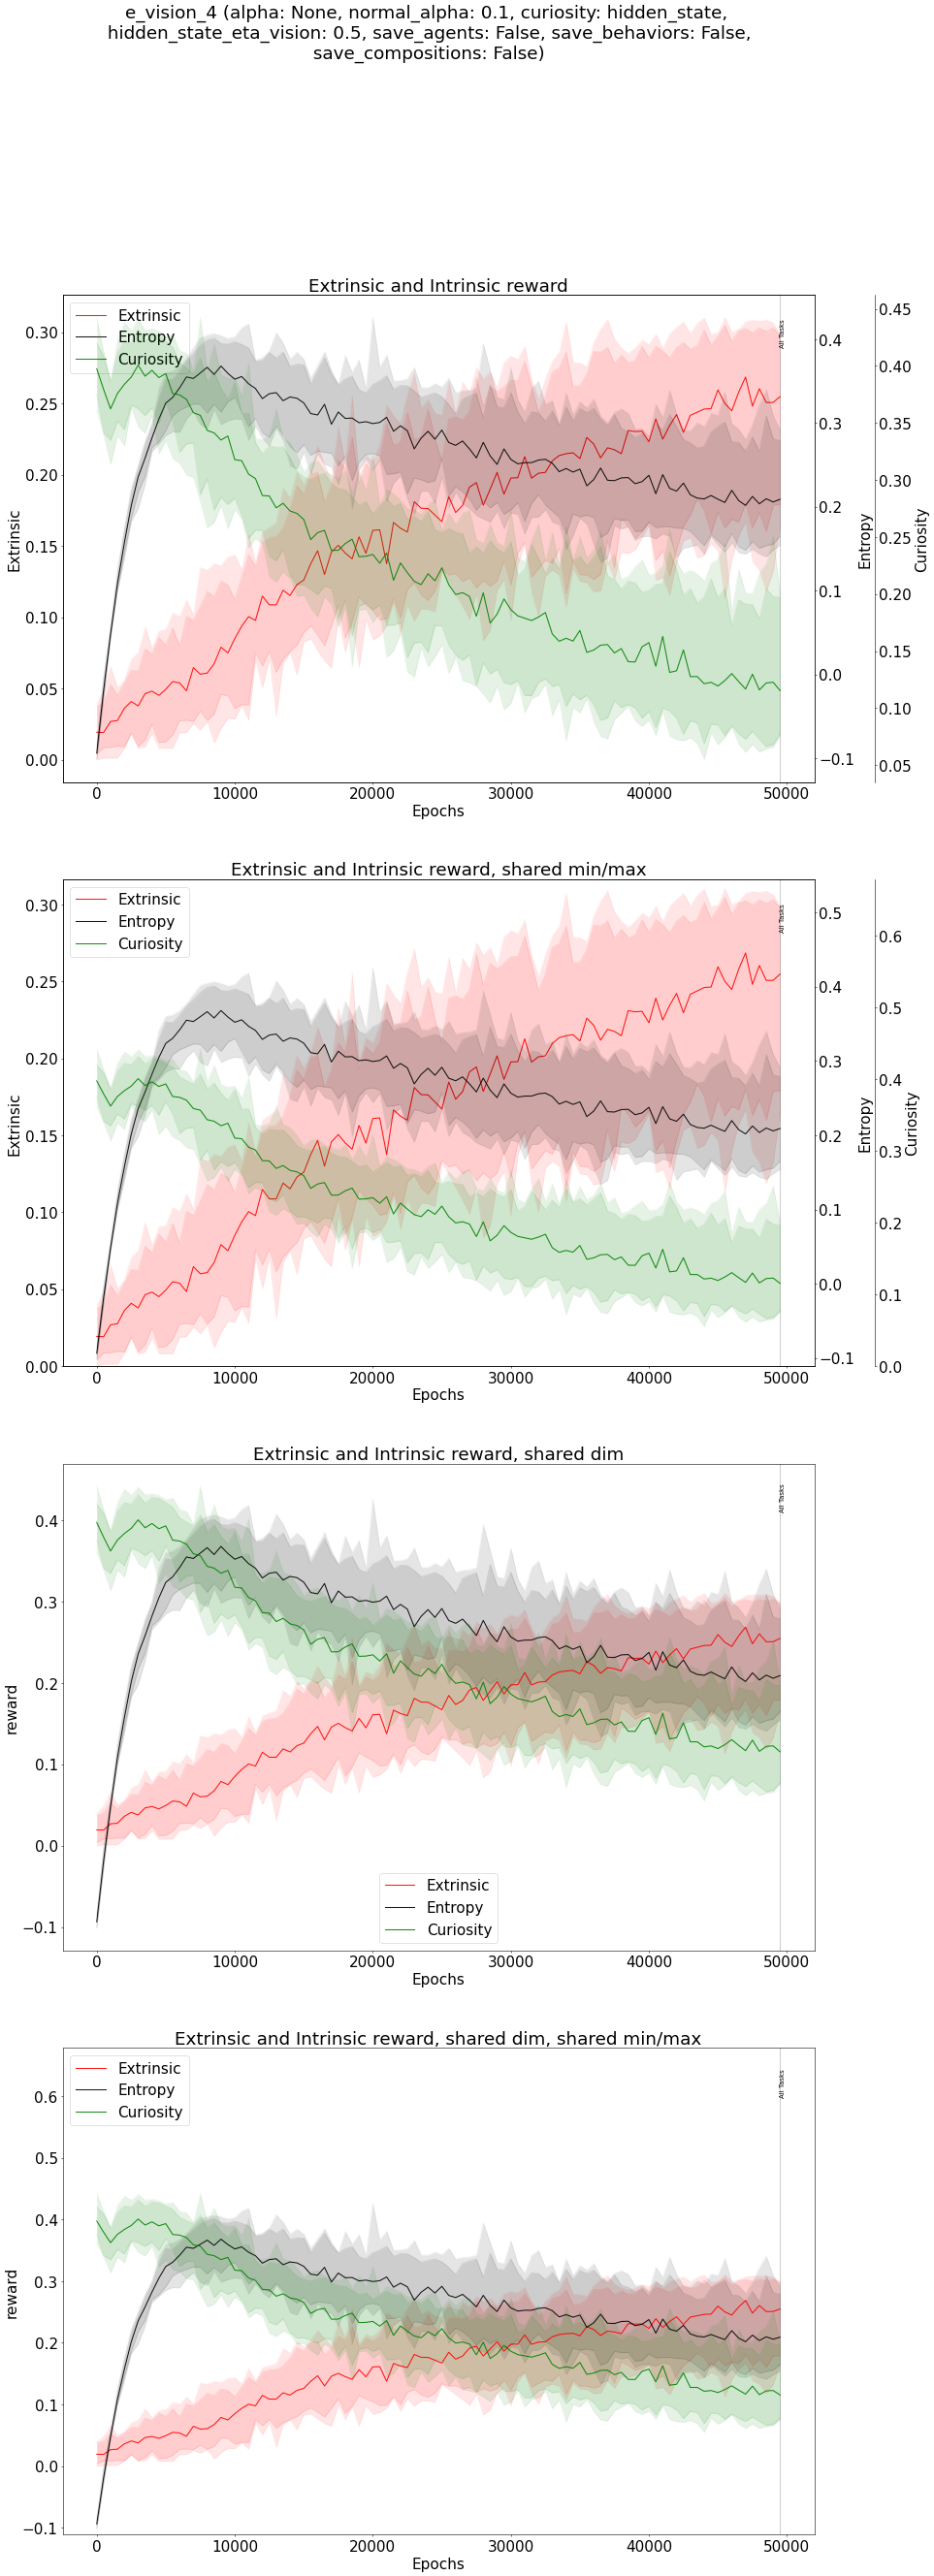 e_vision_4 (alpha: None, normal_alpha: 0.1, curiosity: hidden_state,
hidden_state_eta_vision: 0.5, save_agents: False, save_behaviors: False,
save_compositions: False)
Extrinsic and Intrinsic reward
Extrinsic
Entropy
Curiosity
All Tasks
0.30
0.25
0.20
0.15
0.10
0.05
0.00
Extrinsic
0.4
0.3
0.2
0.1
0.0
−0.1
Entropy
0.45
0.40
0.35
0.30
0.25
0.20
0.15
0.10
0.05
Curiosity
0
10000
20000
30000
40000
50000
Epochs
Extrinsic and Intrinsic reward, shared min/max
Extrinsic
Entropy
Curiosity
All Tasks
0.30
0.25
0.20
0.15
0.10
0.05
0.00
Extrinsic
0.5
0.4
0.3
0.2
0.1
0.0
−0.1
Entropy
0.6
0.5
0.4
0.3
0.2
0.1
0.0
Curiosity
0
10000
20000
30000
40000
50000
Epochs
Extrinsic and Intrinsic reward, shared dim
All Tasks
0.4
0.3
0.2
0.1
0.0
−0.1
reward
Extrinsic
Entropy
Curiosity
0
10000
20000
30000
40000
50000
Epochs
Extrinsic and Intrinsic reward, shared dim, shared min/max
Extrinsic
Entropy
Curiosity
All Tasks
0.6
0.5
0.4
0.3
0.2
0.1
0.0
−0.1
reward
0
10000
20000
30000
40000
50000
Epochs